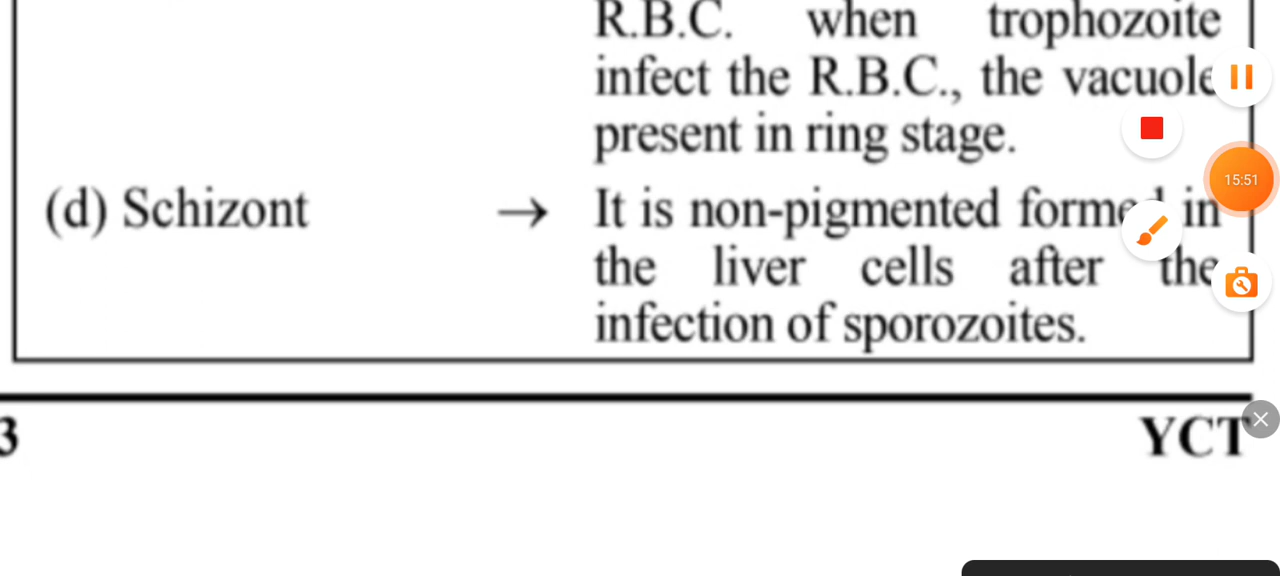 R.B.C. when trophozoite
infect the R.B.C., the vacuole
present in ring stage.
(d) Schizont → It is non-pigmented formed in
the liver cells after the
infection of sporozoites.
3 YCT
15:51